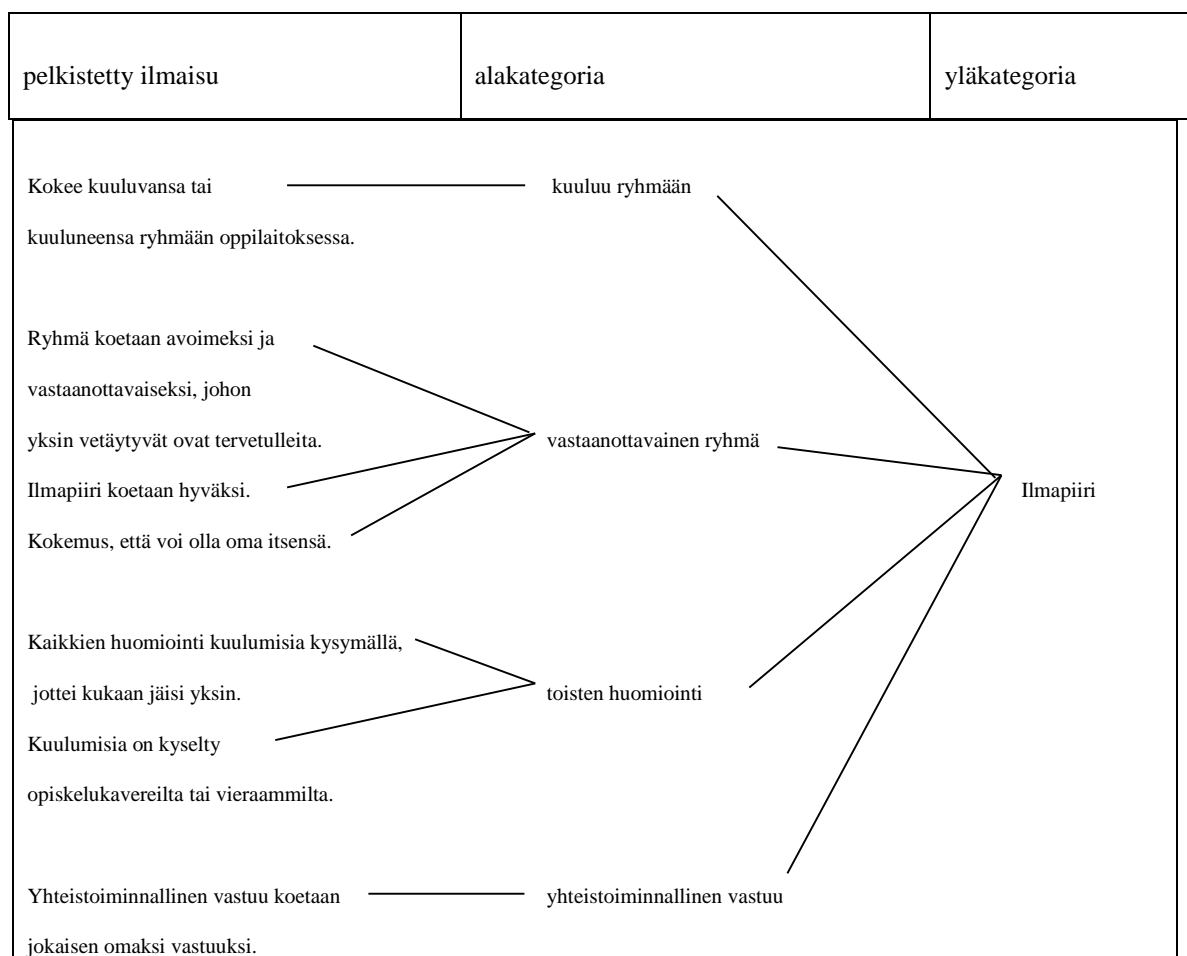 pelkistetty ilmaisu alakategoria yläkategoria
Kokee kuuluvansa tai kuuluu ryhmään
kuuluneensa ryhmään oppilaitoksessa.
Ryhmä koetaan avoimeksi ja
vastaanottavaiseksi, johon
yksin vetäytyvät ovat tervetulleita. vastaanottavainen ryhmä
Ilmapiiri koetaan hyväksi. Ilmapiiri
Kokemus, että voi olla oma itsensä.
Kaikkien huomiointi kuulumisia kysymällä,
jottei kukaan jäisi yksin. toisten huomiointi
Kuulumisia on kyselty
opiskelukavereilta tai vieraammilta.
Yhteistoiminnallinen vastuu koetaan yhteistoiminnallinen vastuu
jokaisen omaksi vastuuksi.